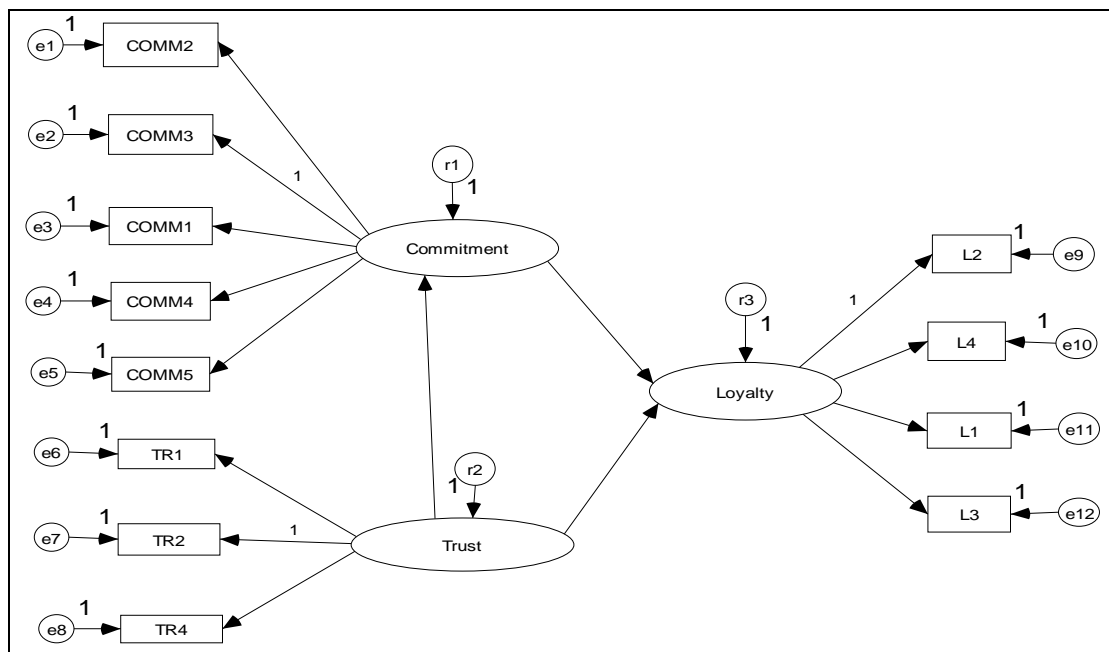 e1 1 COMM2
e2 1 COMM3
1
r1
1
e3 1 COMM1
Commitment
L2 1 e9
e4 1 COMM4
r3
1
1
L4 1 e10
e5 1 COMM5
Loyalty
L1 1 e11
e6 1 TR1
r2
1
L3 1 e12
e7 1 TR2
1
Trust
e8 1 TR4